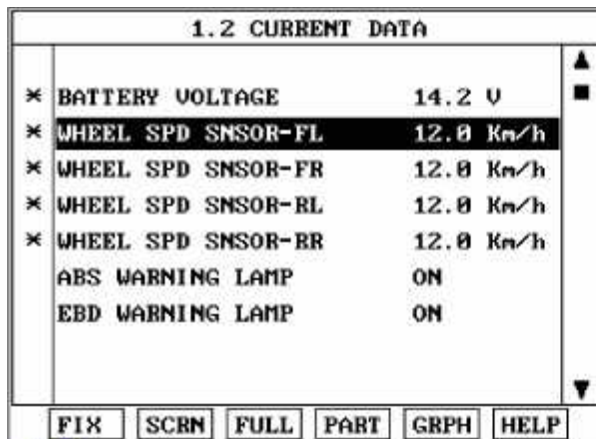 1.2 CURRENT DATA
* BATTERY VOLTAGE 14.2 V
* WHEEL SPD SNSOR-FL 12.0 Km/h
* WHEEL SPD SNSOR-FR 12.0 Km/h
* WHEEL SPD SNSOR-RL 12.0 Km/h
* WHEEL SPD SNSOR-RR 12.0 Km/h
ABS WARNING LAMP ON
EBD WARNING LAMP ON
FIX SCRN FULL PART GRPH HELP